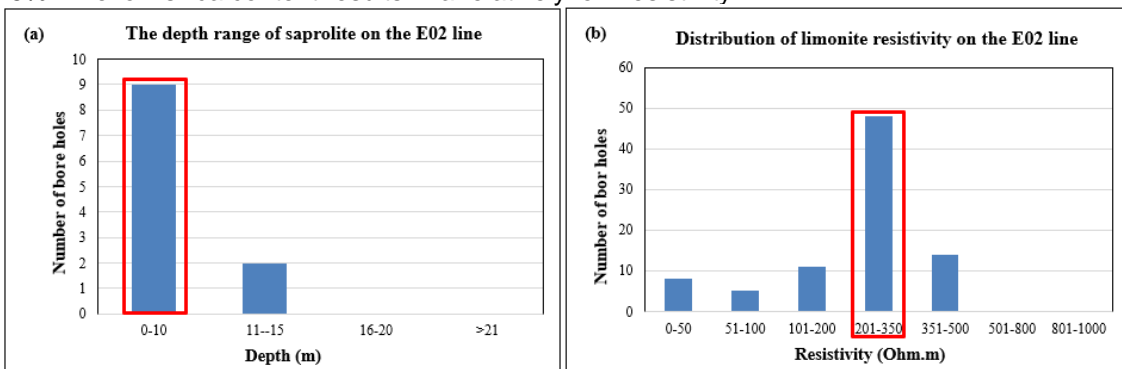 (a)
The depth range of saprolite on the E02 line
10
9
8
7
6
5
4
3
2
1
0
Number of bore holes
0-10 11--15 16-20 >21
Depth (m)
(b)
Distribution of limonite resistivity on the E02 line
60
50
40
30
20
10
0
Number of bor holes
0-50 51-100 101-200 201-350 351-500 501-800 801-1000
Resistivity (Ohm.m)